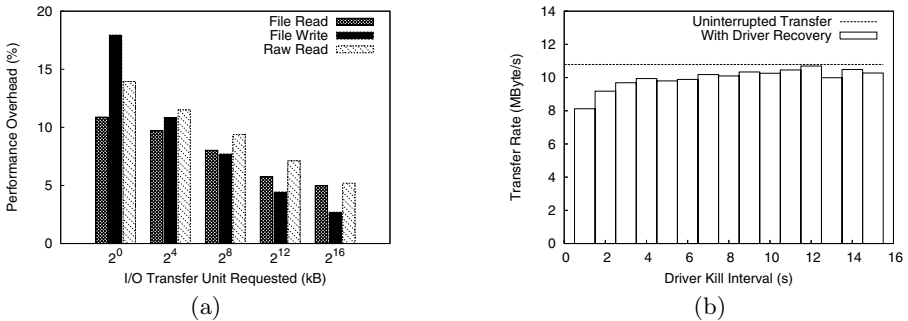 20
15
10
5
0
Performance Overhead (%)
File Read
File Write
Raw Read
2^0 2^4 2^8 2^12 2^16
I/O Transfer Unit Requested (kB)
(a)
14
12
10
8
6
4
2
0
Transfer Rate (MByte/s)
Uninterrupted Transfer
With Driver Recovery
0 2 4 6 8 10 12 14 16
Driver Kill Interval (s)
(b)